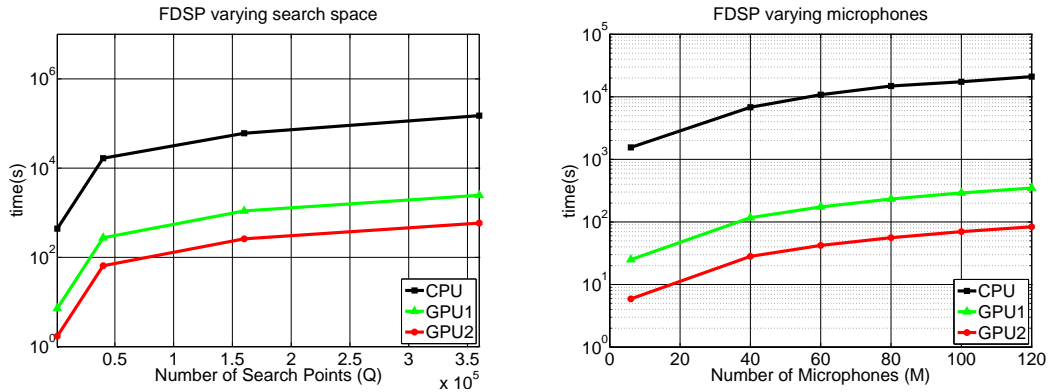 FDSP varying search space
10^6
10^4
10^2
10^0
time(s)
0.5
1
1.5
2
2.5
3
3.5
x 10^5
Number of Search Points (Q)
CPU
GPU1
GPU2
FDSP varying microphones
10^5
10^4
10^3
10^2
10^1
10^0
time(s)
0
20
40
60
80
100
120
Number of Microphones (M)
CPU
GPU1
GPU2